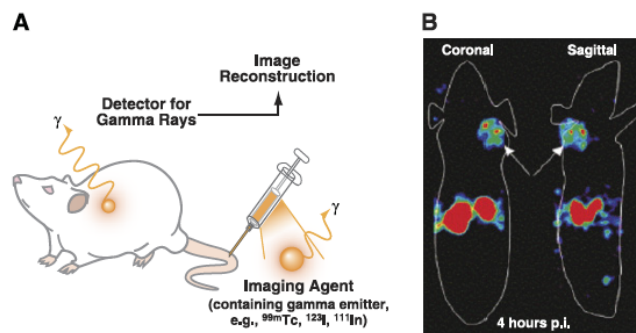 A
Image
Reconstruction
Detector for
Gamma Rays
γ
γ
Imaging Agent
(containing gamma emitter,
e.g., ⁹⁹ᵐTc, ¹²³I, ¹¹¹In)
B
Coronal
Sagittal
4 hours p.i.